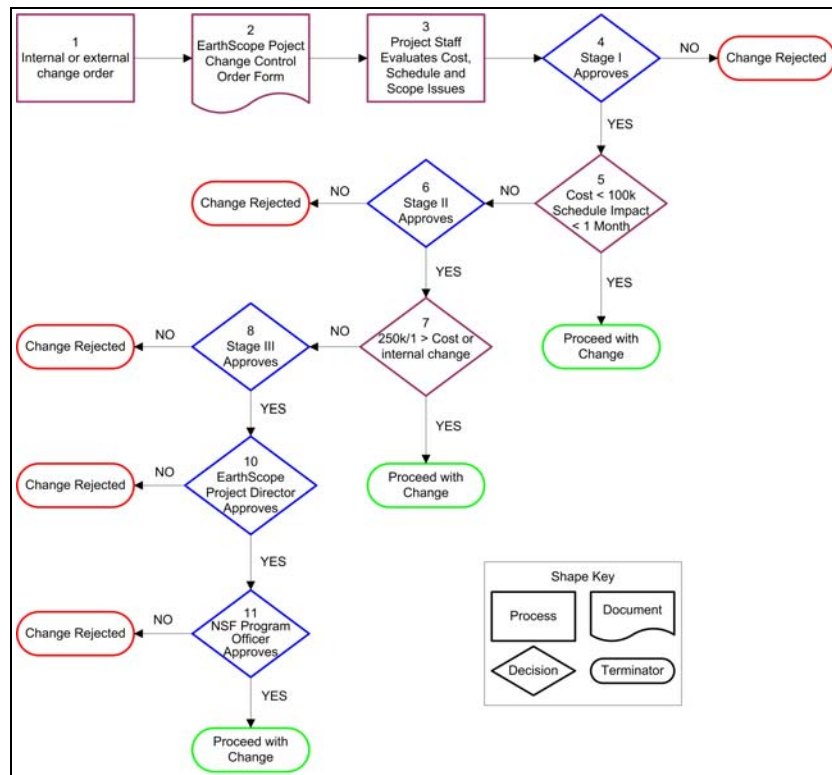 1
Internal or external
change order
2
EarthScope Poject
Change Control
Order Form
3
Project Staff
Evaluates Cost,
Schedule and
Scope Issues
4
Stage I
Approves
NO
Change Rejected
YES
5
Cost < 100k
Schedule Impact
< 1 Month
NO
6
Stage II
Approves
NO
Change Rejected
YES
YES
Proceed with
Change
7
250k/1 > Cost or
internal change
NO
8
Stage III
Approves
NO
Change Rejected
YES
YES
Proceed with
Change
10
EarthScope
Project Director
Approves
NO
Change Rejected
YES
11
NSF Program
Officer
Approves
NO
Change Rejected
YES
Proceed with
Change
Shape Key
Process
Document
Decision
Terminator